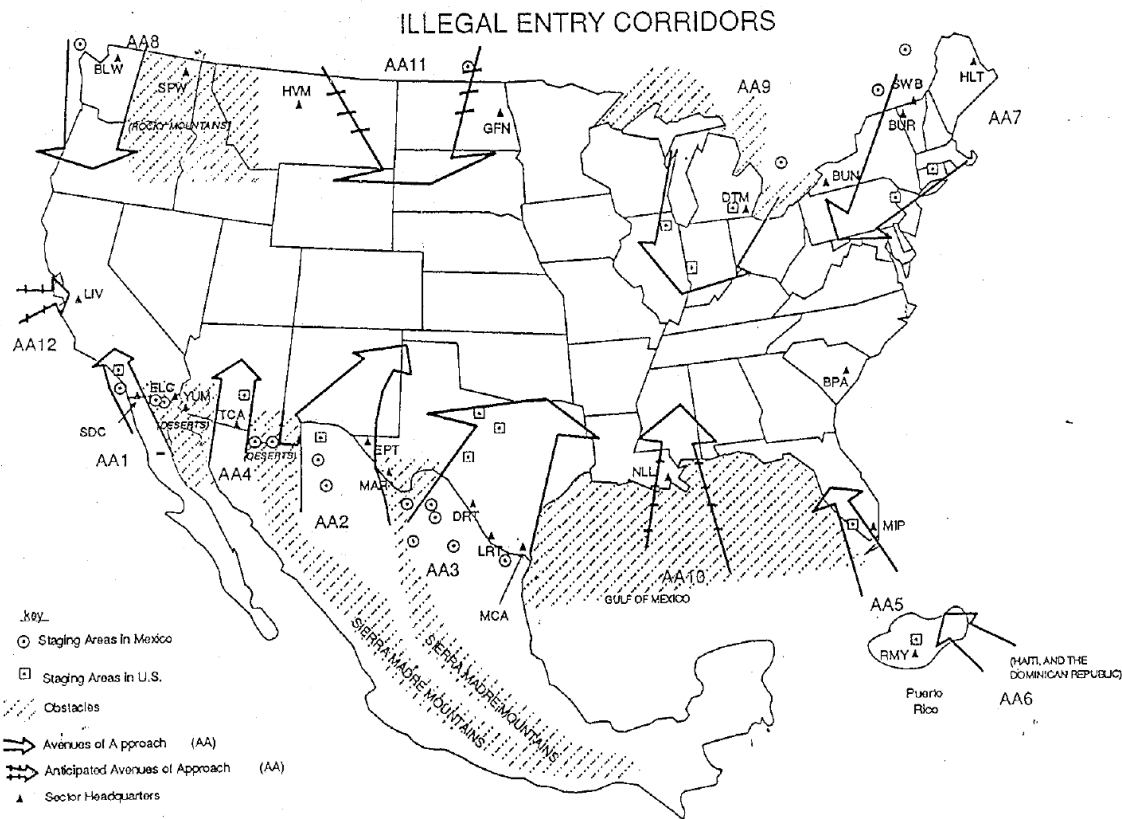 ILLEGAL ENTRY CORRIDORS
AA8
BLW
SPW
(ROCKY MOUNTAINS)
HVM
AA11
GFN
AA9
SWB
HLT
BUR
AA7
BUN
DTM
LIV
AA12
ELC
YUM
TCA
(DESERTS)
SDC
AA1
AA4
(DESERTS)
EPT
MAR
AA2
DRT
LRT
AA3
MCA
BPA
NLL
MIP
AA10
GULF OF MEXICO
AA5
RMY
(HAITI, AND THE
DOMINICAN REPUBLIC)
Puerto
Rico
AA6
SIERRA MADRE MOUNTAINS
SIERRA MADRE MOUNTAINS
key
Staging Areas in Mexico
Staging Areas in U.S.
Obstacles
Avenues of Approach (AA)
Anticipated Avenues of Approach (AA)
Sector Headquarters